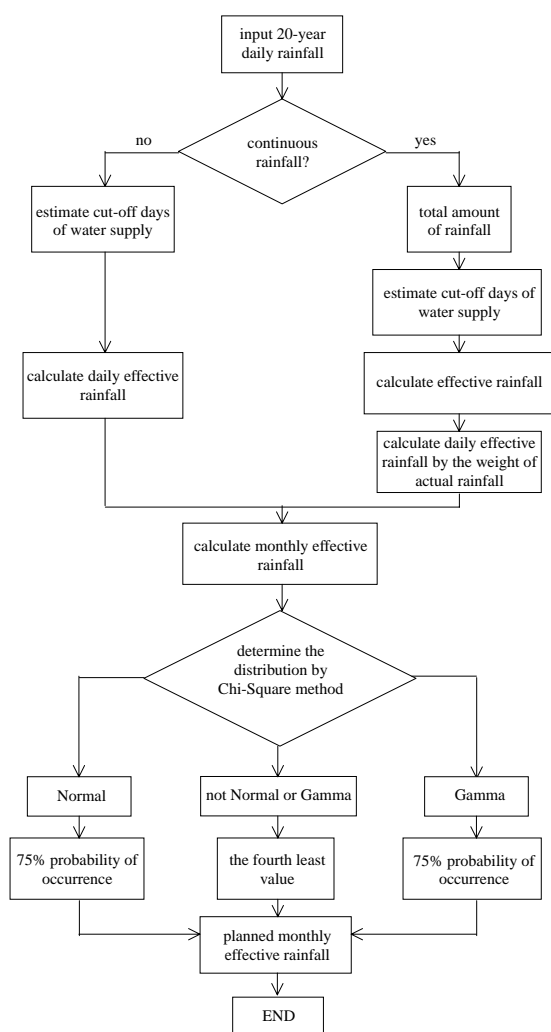 input 20-year
daily rainfall
no
continuous
rainfall?
yes
estimate cut-off days
of water supply
total amount
of rainfall
estimate cut-off days of
water supply
calculate daily effective
rainfall
calculate effective rainfall
calculate daily effective
rainfall by the weight of
actual rainfall
calculate monthly effective
rainfall
determine the
distribution by
Chi-Square method
Normal
not Normal or Gamma
Gamma
75% probability of
occurrence
the fourth least
value
75% probability of
occurrence
planned monthly
effective rainfall
END